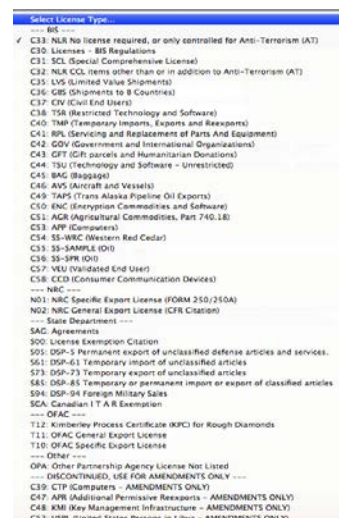 Select License Type...
--- BIS ---
✓ C33: NLR No license required, or only controlled for Anti-Terrorism (AT)
C30: Licenses - BIS Regulations
C31: SCL (Special Comprehensive License)
C32: NLR CCL items other than or in addition to Anti-Terrorism (AT)
C35: LVS (Limited Value Shipments)
C36: GBS (Shipments to B Countries)
C37: CIV (Civil End Users)
C38: TSR (Restricted Technology and Software)
C40: TMP (Temporary Imports, Exports and Reexports)
C41: RPL (Servicing and Replacement of Parts And Equipment)
C42: GOV (Government and International Organizations)
C43: GFT (Gift parcels and Humanitarian Donations)
C44: TSU (Technology and Software - Unrestricted)
C45: BAG (Baggage)
C46: AVS (Aircraft and Vessels)
C49: TAPS (Trans Alaska Pipeline Oil Exports)
C50: ENC (Encryption Commodities and Software)
C51: AGR (Agricultural Commodities, Part 740.18)
C53: APP (Computers)
C54: SS-WRC (Western Red Cedar)
C55: SS-SAMPLE (Oil)
C56: SS-SPR (Oil)
C57: VEU (Validated End User)
C58: CCD (Consumer Communication Devices)
--- NRC ---
N01: NRC Specific Export License (FORM 250/250A)
N02: NRC General Export License (CFR Citation)
--- State Department ---
SAG: Agreements
S00: License Exemption Citation
S05: DSP-5 Permanent export of unclassified defense articles and services.
S61: DSP-61 Temporary import of unclassified articles
S73: DSP-73 Temporary export of unclassified articles
S85: DSP-85 Temporary or permanent import or export of classified articles
S94: DSP-94 Foreign Military Sales
SCA: Canadian I T A R Exemption
--- OFAC ---
T12: Kimberley Process Certificate (KPC) for Rough Diamonds
T11: OFAC General Export License
T10: OFAC Specific Export License
--- Other ---
OPA: Other Partnership Agency License Not Listed
--- DISCONTINUED, USE FOR AMENDMENTS ONLY ---
C39: CTP (Computers - AMENDMENTS ONLY)
C47: APR (Additional Permissive Reexports - AMENDMENTS ONLY)
C48: KMI (Key Management Infrastructure - AMENDMENTS ONLY)